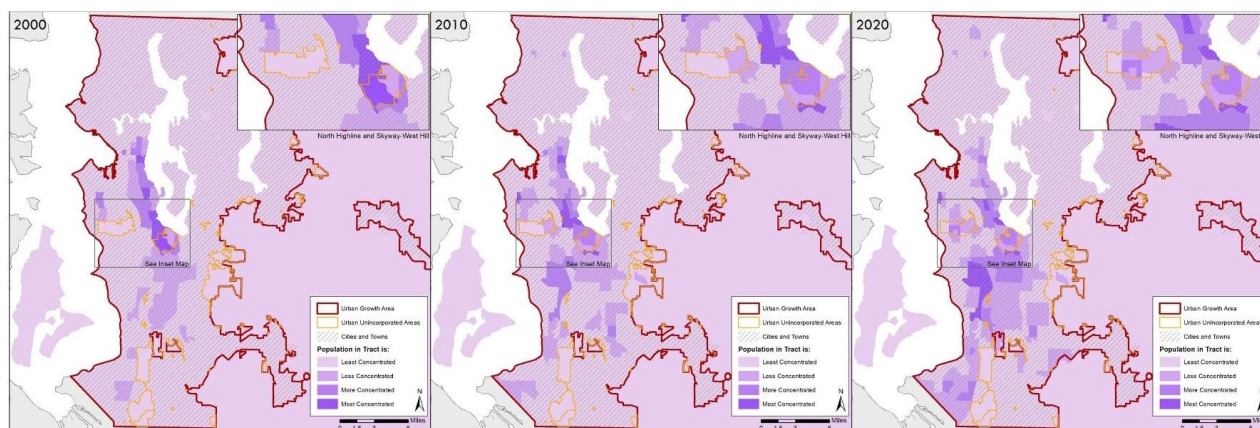 2000
North Highline and Skyway-West Hill
See Inset Map
Urban Growth Area
Urban Unincorporated Areas
Cities and Towns
Population in Tract is:
Least Concentrated
Less Concentrated
More Concentrated
Most Concentrated
N
Miles
2010
North Highline and Skyway-West Hill
See Inset Map
Urban Growth Area
Urban Unincorporated Areas
Cities and Towns
Population in Tract is:
Least Concentrated
Less Concentrated
More Concentrated
Most Concentrated
N
Miles
2020
North Highline and Skyway-West
See Inset Map
Urban Growth Area
Urban Unincorporated Areas
Cities and Towns
Population in Tract is:
Least Concentrated
Less Concentrated
More Concentrated
Most Concentrated
N
Miles